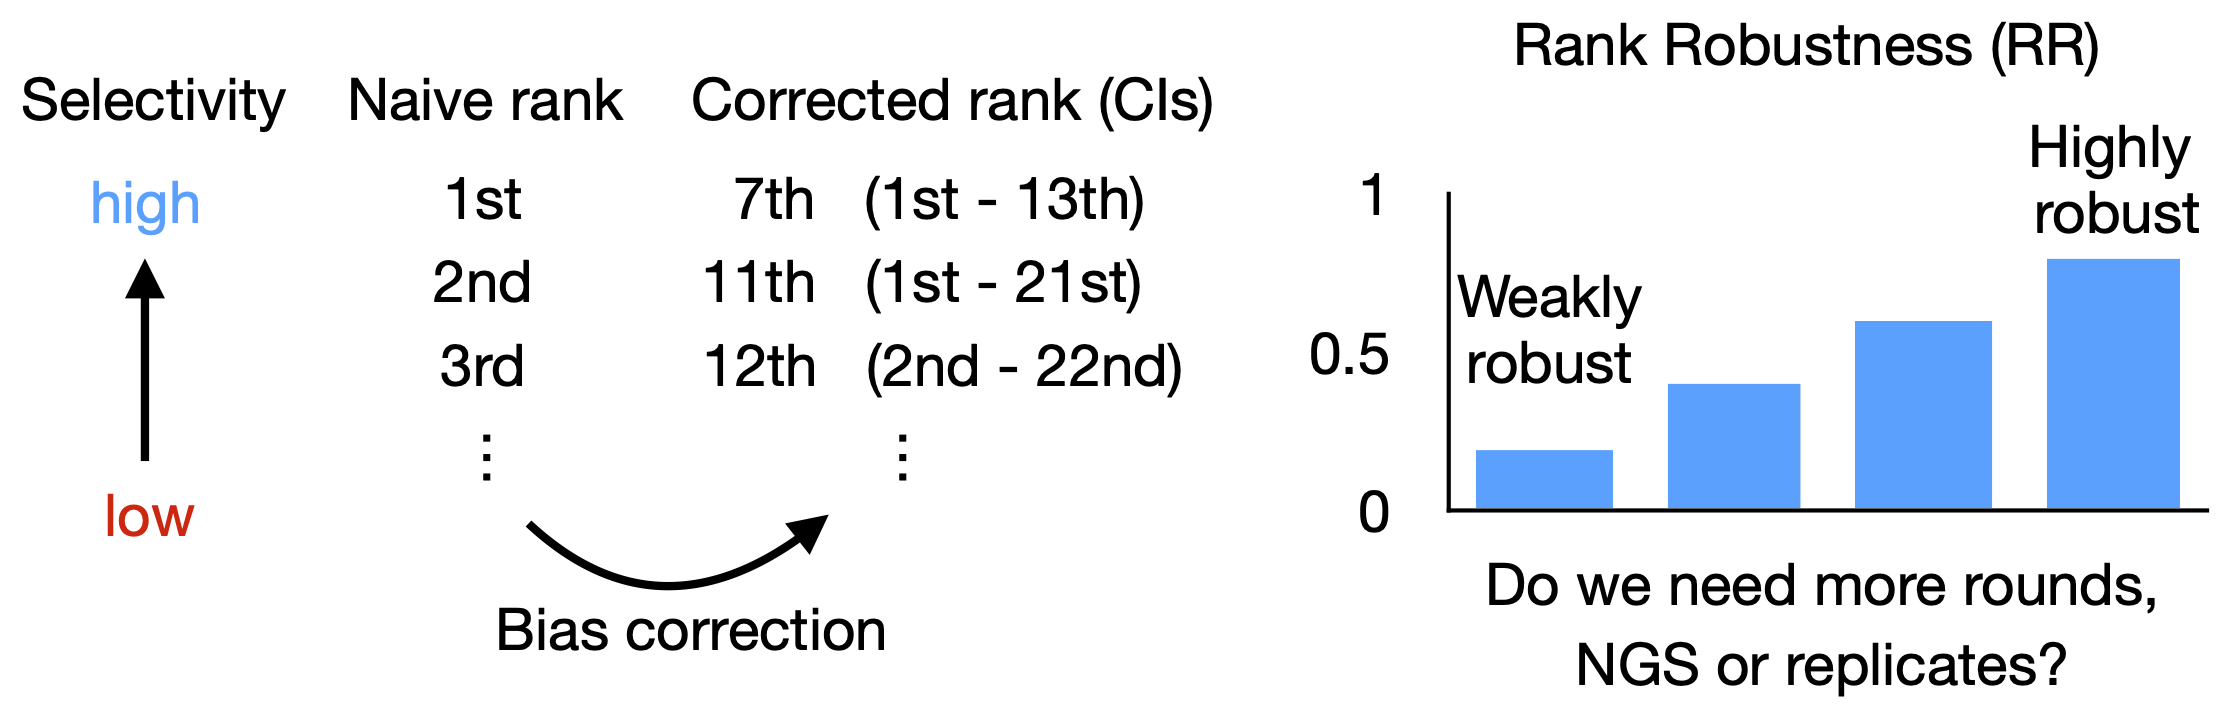 Selectivity Naive rank Corrected rank (CIs)
high 1st 7th (1st - 13th)
2nd 11th (1st - 21st)
3rd 12th (2nd - 22nd)
⋮ ⋮
low
Bias correction
Rank Robustness (RR)
1
0.5
0
Weakly
robust
Highly
robust
Do we need more rounds,
NGS or replicates?